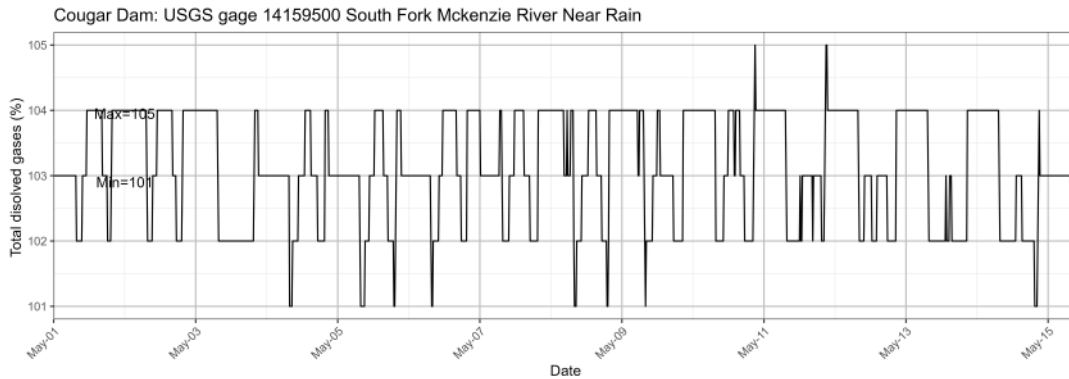 Cougar Dam: USGS gage 14159500 South Fork Mckenzie River Near Rain
Total disolved gases (%)
105
104
103
102
101
Max=105
Min=101
May-01
May-03
May-05
May-07
May-09
May-11
May-13
May-15
Date